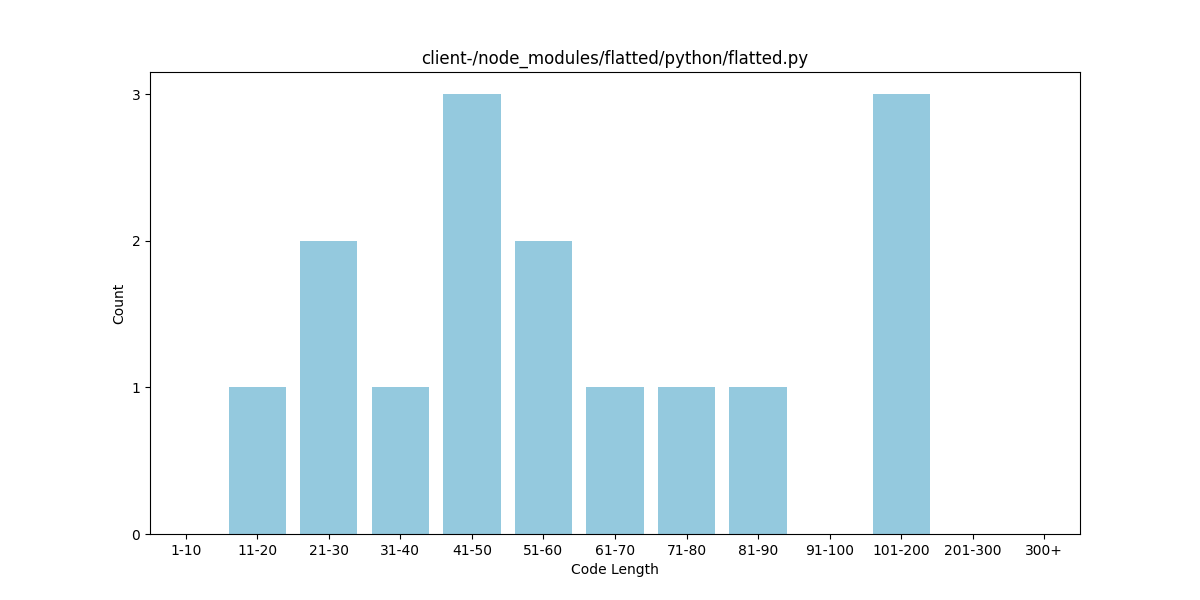 client-/node_modules/flatted/python/flatted.py
3
2
1
0
Count
1-10 11-20 21-30 31-40 41-50 51-60 61-70 71-80 81-90 91-100 101-200 201-300 300+
Code Length